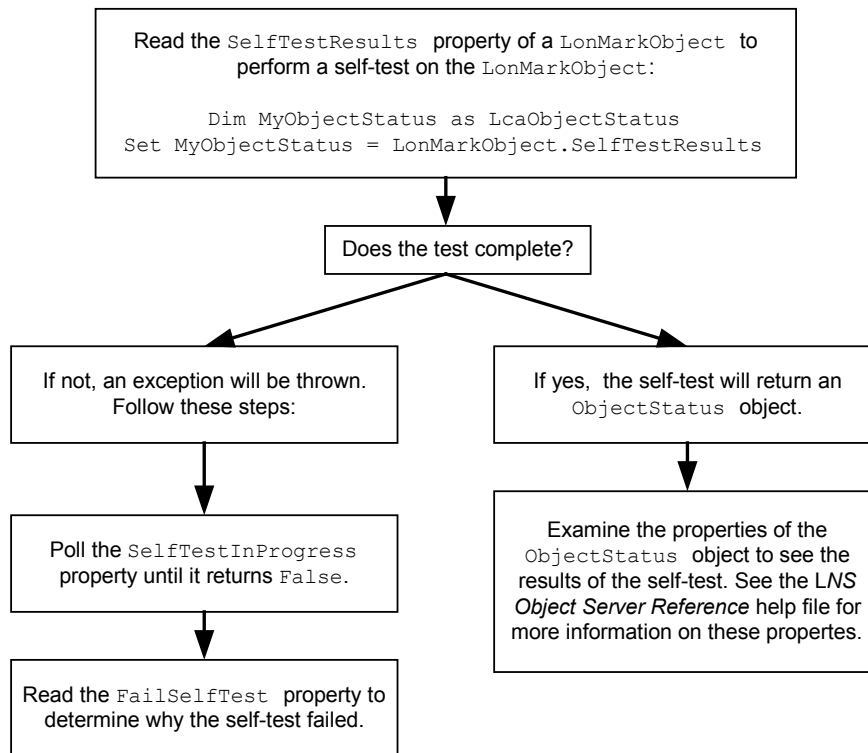 Read the SelfTestResults property of a LonMarkObject to
perform a self-test on the LonMarkObject:
Dim MyObjectStatus as LcaObjectStatus
Set MyObjectStatus = LonMarkObject.SelfTestResults
Does the test complete?
If not, an exception will be thrown.
Follow these steps:
If yes, the self-test will return an
ObjectStatus object.
Poll the SelfTestInProgress
property until it returns False.
Examine the properties of the
ObjectStatus object to see the
results of the self-test. See the LNS
Object Server Reference help file for
more information on these propertes.
Read the FailSelfTest property to
determine why the self-test failed.